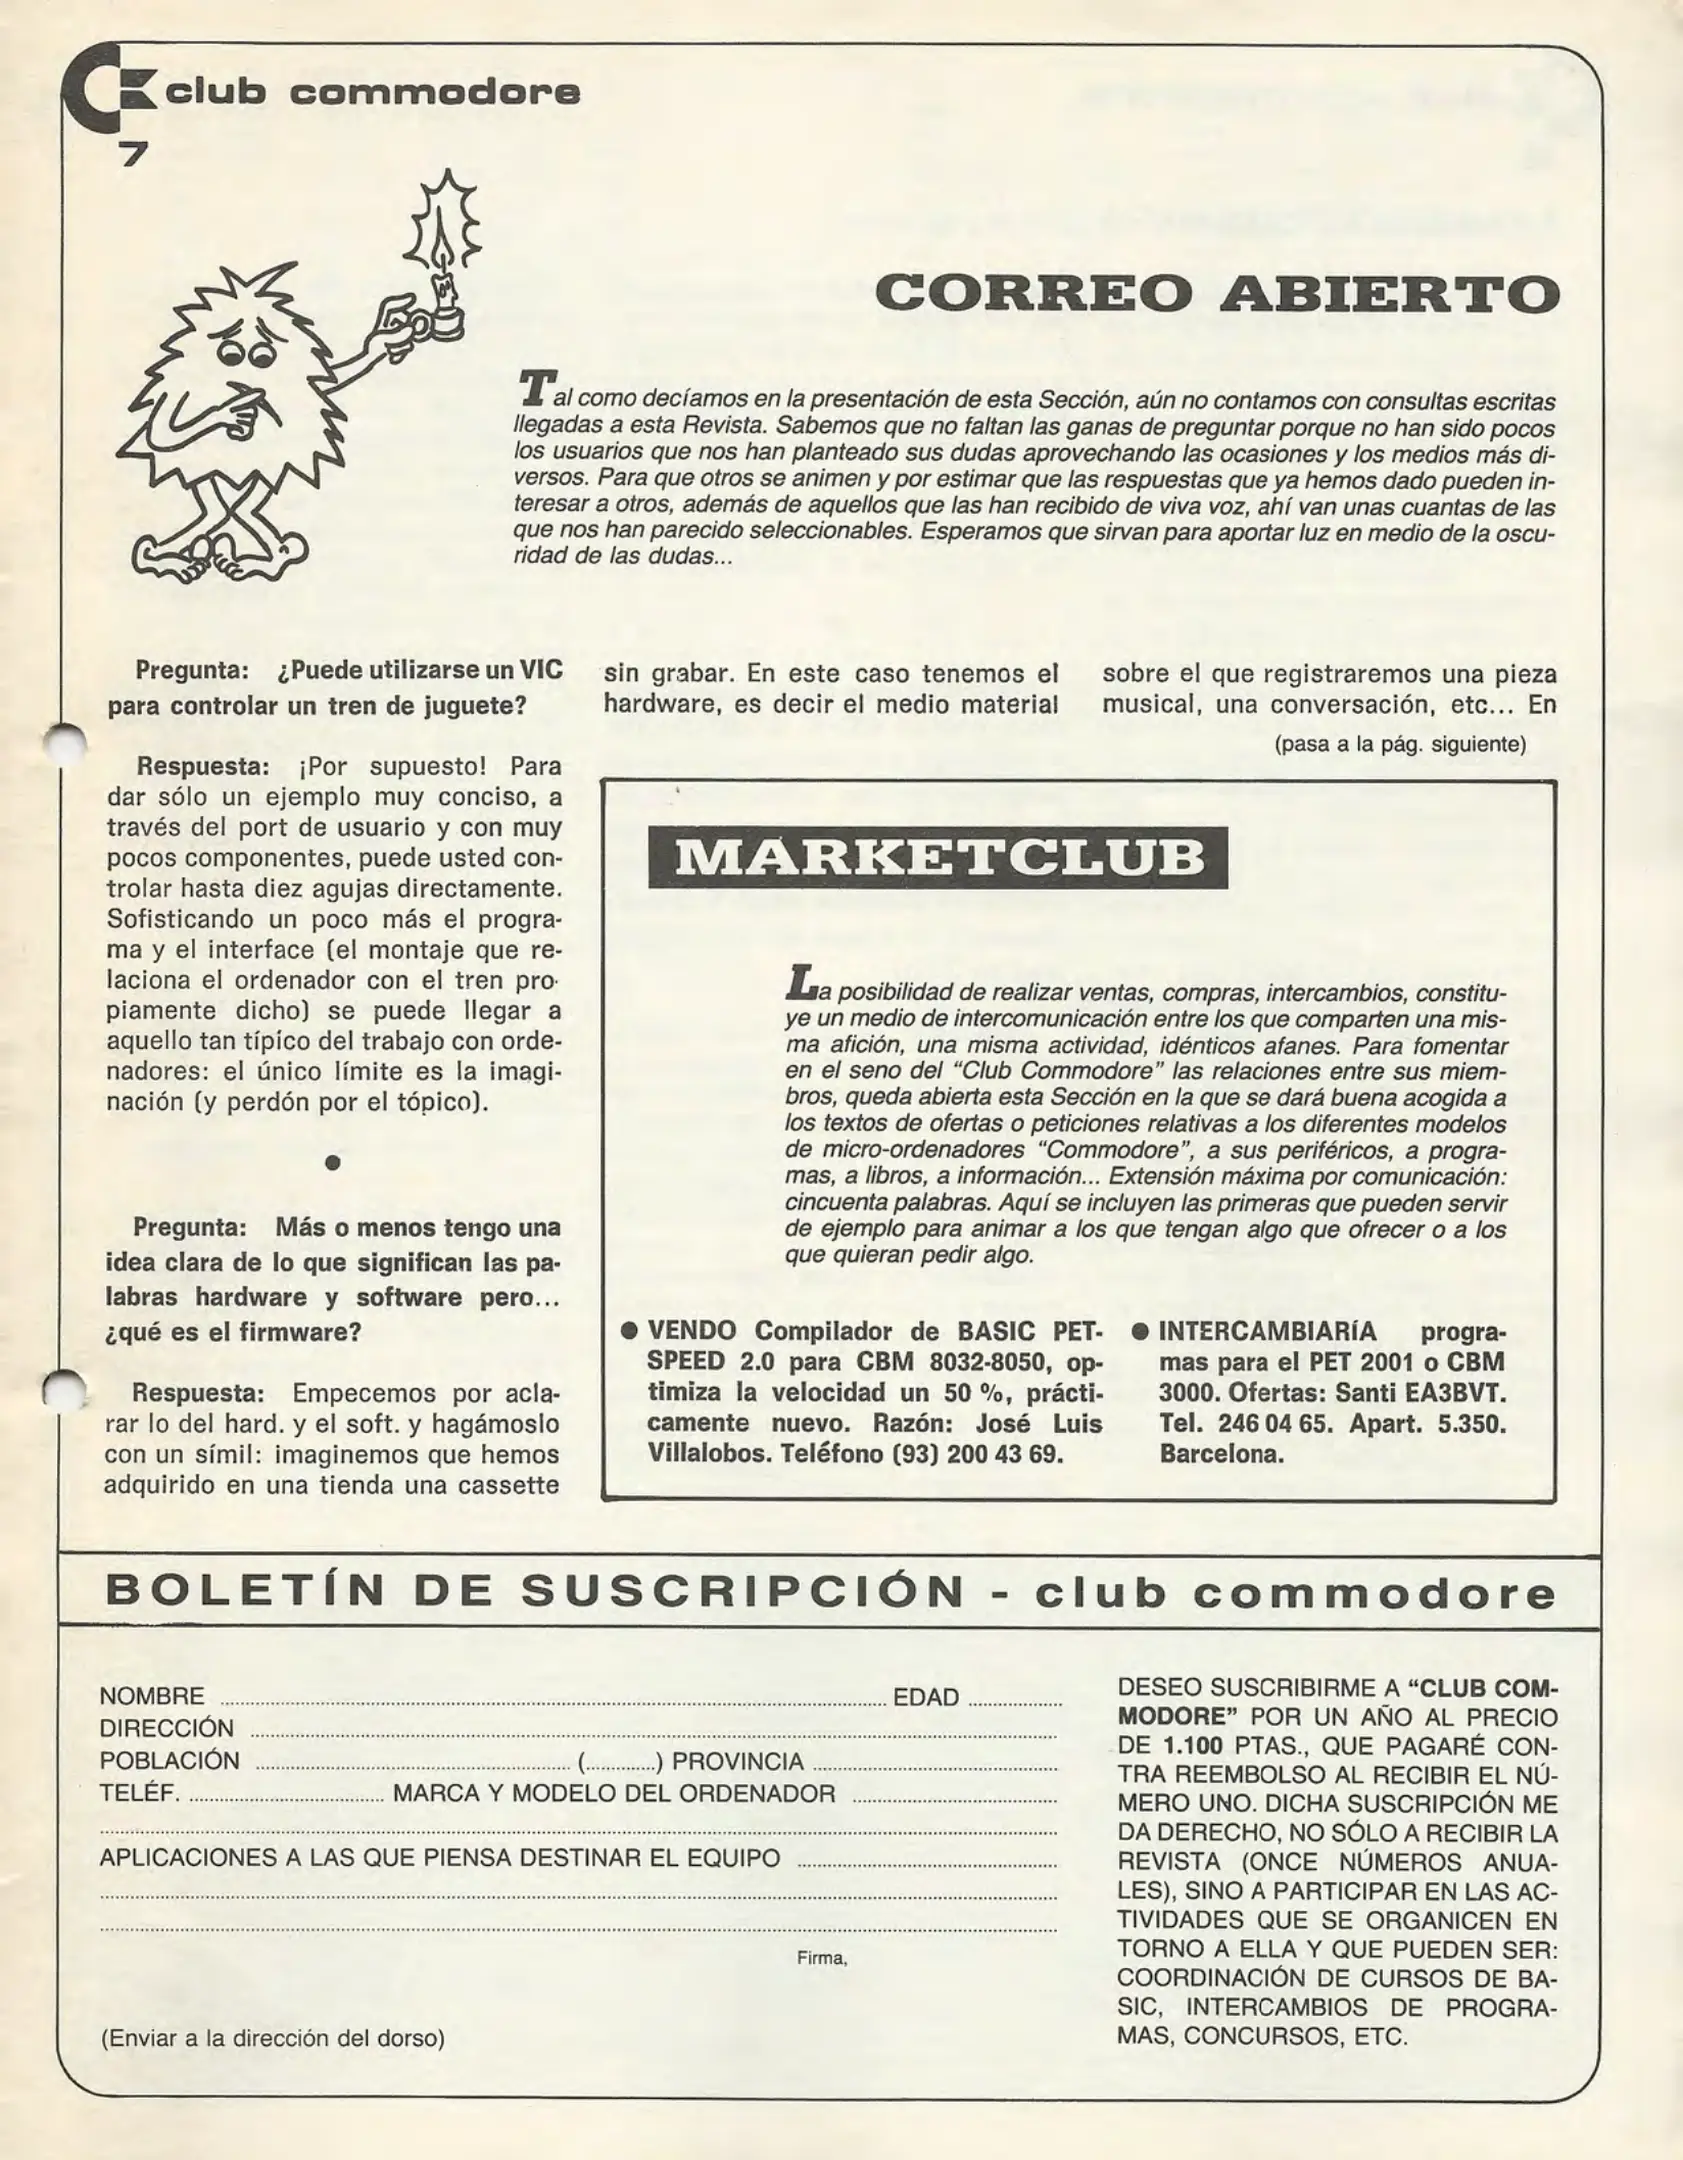 club commodore
7
CORREO ABIERTO
Tal como decíamos en la presentación de esta Sección, aún no contamos con consultas escritas
llegadas a esta Revista. Sabemos que no faltan las ganas de preguntar porque no han sido pocos
los usuarios que nos han planteado sus dudas aprovechando las ocasiones y los medios más di-
versos. Para que otros se animen y por estimar que las respuestas que ya hemos dado pueden in-
teresar a otros, además de aquellos que las han recibido de viva voz, ahí van unas cuantas de las
que nos han parecido seleccionables. Esperamos que sirvan para aportar luz en medio de la oscu-
ridad de las dudas...
Pregunta: ¿Puede utilizarse un VIC
para controlar un tren de juguete?
Respuesta: ¡Por supuesto! Para
dar sólo un ejemplo muy conciso, a
través del port de usuario y con muy
pocos componentes, puede usted con-
trolar hasta diez agujas directamente.
Sofisticando un poco más el progra-
ma y el interface (el montaje que re-
laciona el ordenador con el tren pro-
piamente dicho) se puede llegar a
aquello tan típico del trabajo con orde-
nadores: el único límite es la imagi-
nación (y perdón por el tópico).
●
Pregunta: Más o menos tengo una
idea clara de lo que significan las pa-
labras hardware y software pero...
¿qué es el firmware?
Respuesta: Empecemos por acla-
rar lo del hard. y el soft. y hagámoslo
con un símil: imaginemos que hemos
adquirido en una tienda una cassette
sin grabar. En este caso tenemos el
hardware, es decir el medio material
sobre el que registraremos una pieza
musical, una conversación, etc... En
(pasa a la pág. siguiente)
MARKETCLUB
La posibilidad de realizar ventas, compras, intercambios, constitu-
ye un medio de intercomunicación entre los que comparten una mis-
ma afición, una misma actividad, idénticos afanes. Para fomentar
en el seno del “Club Commodore” las relaciones entre sus miem-
bros, queda abierta esta Sección en la que se dará buena acogida a
los textos de ofertas o peticiones relativas a los diferentes modelos
de micro-ordenadores “Commodore”, a sus periféricos, a progra-
mas, a libros, a información... Extensión máxima por comunicación:
cincuenta palabras. Aquí se incluyen las primeras que pueden servir
de ejemplo para animar a los que tengan algo que ofrecer o a los
que quieran pedir algo.
● VENDO Compilador de BASIC PET-
SPEED 2.0 para CBM 8032-8050, op-
timiza la velocidad un 50 %, prácti-
camente nuevo. Razón: José Luis
Villalobos. Teléfono (93) 200 43 69.
● INTERCAMBIARÍA progra-
mas para el PET 2001 o CBM
3000. Ofertas: Santi EA3BVT.
Tel. 246 04 65. Apart. 5.350.
Barcelona.
BOLETÍN DE SUSCRIPCIÓN - club commodore
NOMBRE ........ EDAD ........
DIRECCIÓN ........
POBLACIÓN ........ (........) PROVINCIA ........
TELÉF. ........ MARCA Y MODELO DEL ORDENADOR ........
APLICACIONES A LAS QUE PIENSA DESTINAR EL EQUIPO ........
Firma,
(Enviar a la dirección del dorso)
DESEO SUSCRIBIRME A “CLUB COM-
MODORE” POR UN AÑO AL PRECIO
DE 1.100 PTAS., QUE PAGARÉ CON-
TRA REEMBOLSO AL RECIBIR EL NÚ-
MERO UNO. DICHA SUSCRIPCIÓN ME
DA DERECHO, NO SÓLO A RECIBIR LA
REVISTA (ONCE NÚMEROS ANUA-
LES), SINO A PARTICIPAR EN LAS AC-
TIVIDADES QUE SE ORGANICEN EN
TORNO A ELLA Y QUE PUEDEN SER:
COORDINACIÓN DE CURSOS DE BA-
SIC, INTERCAMBIOS DE PROGRA-
MAS, CONCURSOS, ETC.